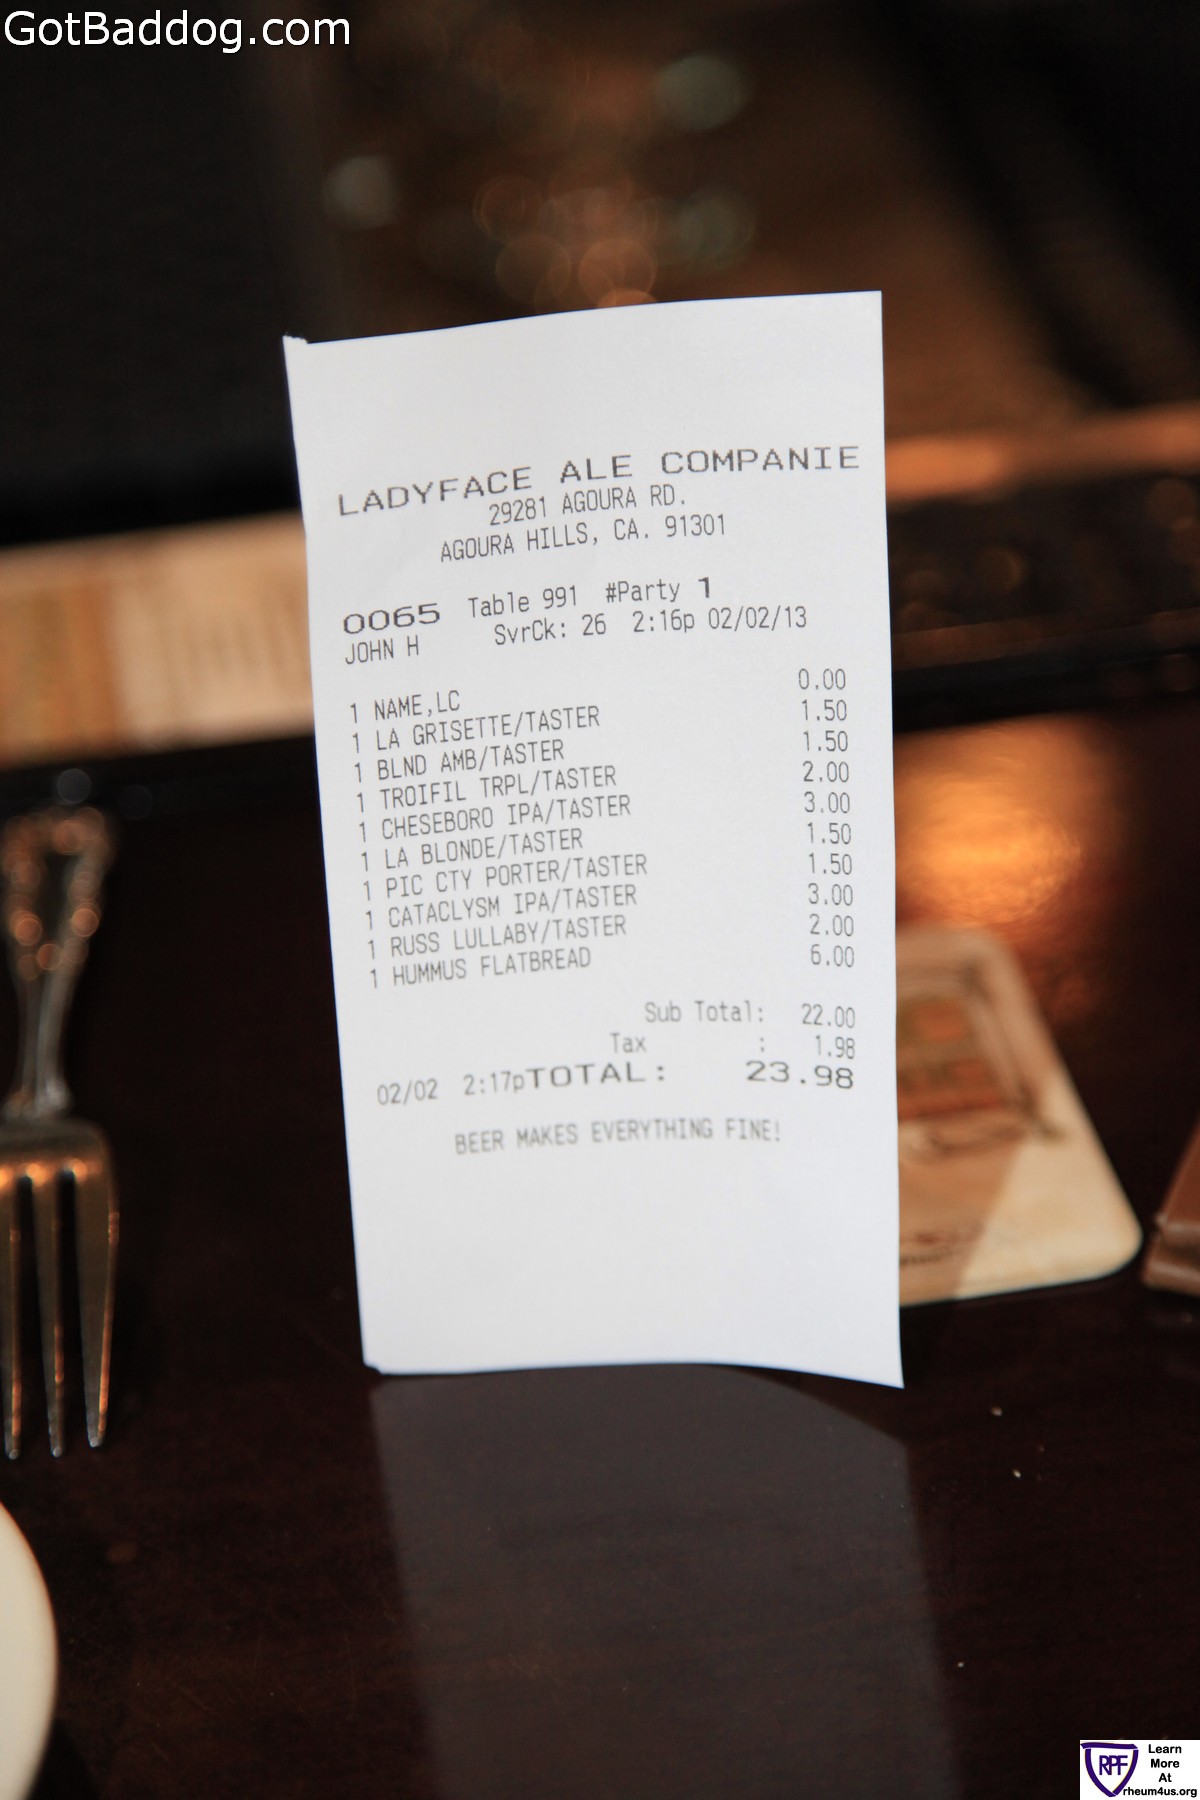 GotBaddog.com
LADYFACE ALE COMPANIE
29281 AGOURA RD.
AGOURA HILLS, CA. 91301
0065 Table 991 #Party 1
JOHN H SvrCk: 26 2:16p 02/02/13
1 NAME,LC 0.00
1 LA GRISETTE/TASTER 1.50
1 BLND AMB/TASTER 1.50
1 TROIFIL TRPL/TASTER 2.00
1 CHESEBORO IPA/TASTER 3.00
1 LA BLONDE/TASTER 1.50
1 PIC CTY PORTER/TASTER 1.50
1 CATACLYSM IPA/TASTER 3.00
1 RUSS LULLABY/TASTER 2.00
1 HUMMUS FLATBREAD 6.00
Sub Total: 22.00
Tax : 1.98
02/02 2:17pTOTAL: 23.98
BEER MAKES EVERYTHING FINE!
RPF
Learn
More
At
rheum4us.org